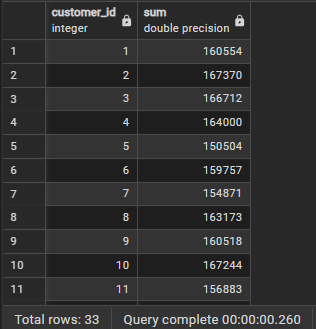 customer_id sum
integer double precision
1 1 160554
2 2 167370
3 3 166712
4 4 164000
5 5 150504
6 6 159757
7 7 154871
8 8 163173
9 9 160518
10 10 167244
11 11 156883
Total rows: 33 Query complete 00:00:00.260